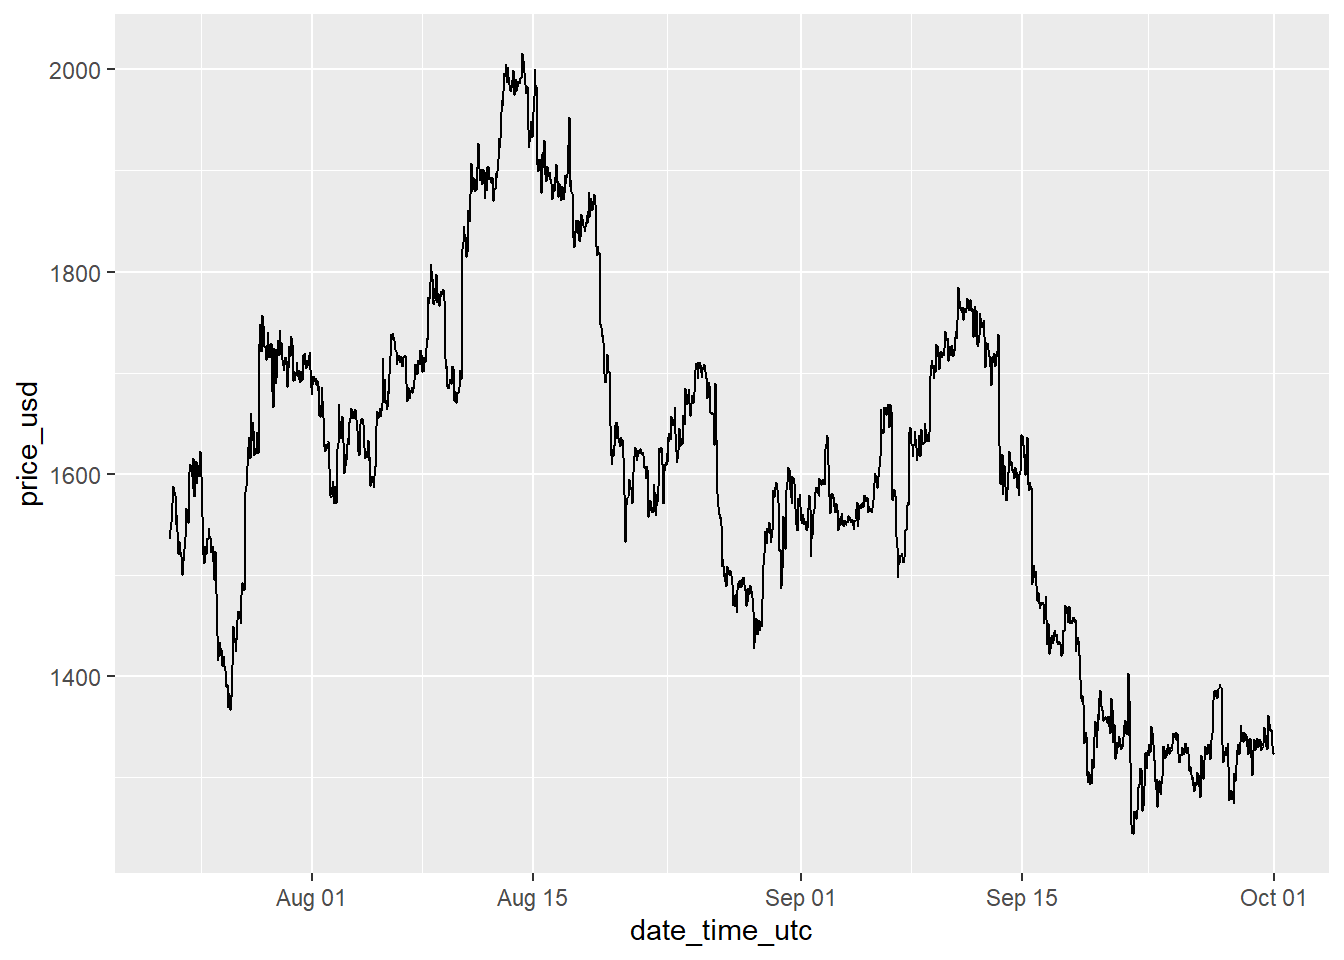 2000
1800
1600
1400
price_usd
Aug 01
Aug 15
Sep 01
Sep 15
Oct 01
date_time_utc